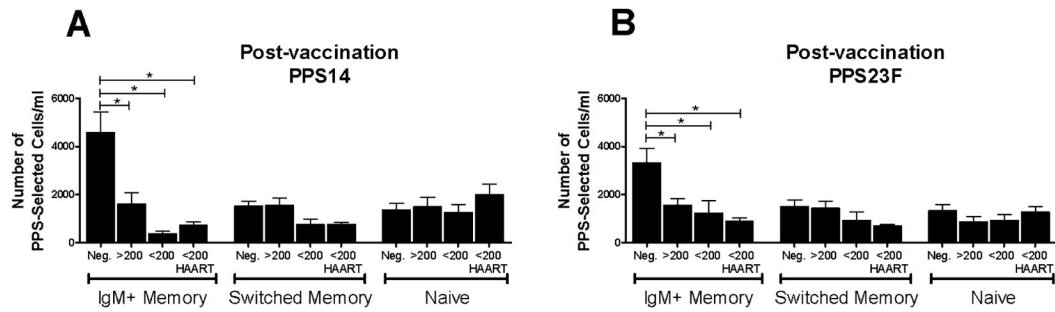 A
Post-vaccination
PPS14
*
*
*
Number of
PPS-Selected Cells/ml
6000
4000
2000
0
Neg. >200 <200 <200
HAART
Neg. >200 <200 <200
HAART
Neg. >200 <200 <200
HAART
IgM+ Memory
Switched Memory
Naive
B
Post-vaccination
PPS23F
*
*
*
Number of
PPS-Selected Cells/ml
6000
4000
2000
0
Neg. >200 <200 <200
HAART
Neg. >200 <200 <200
HAART
Neg. >200 <200 <200
HAART
IgM+ Memory
Switched Memory
Naive